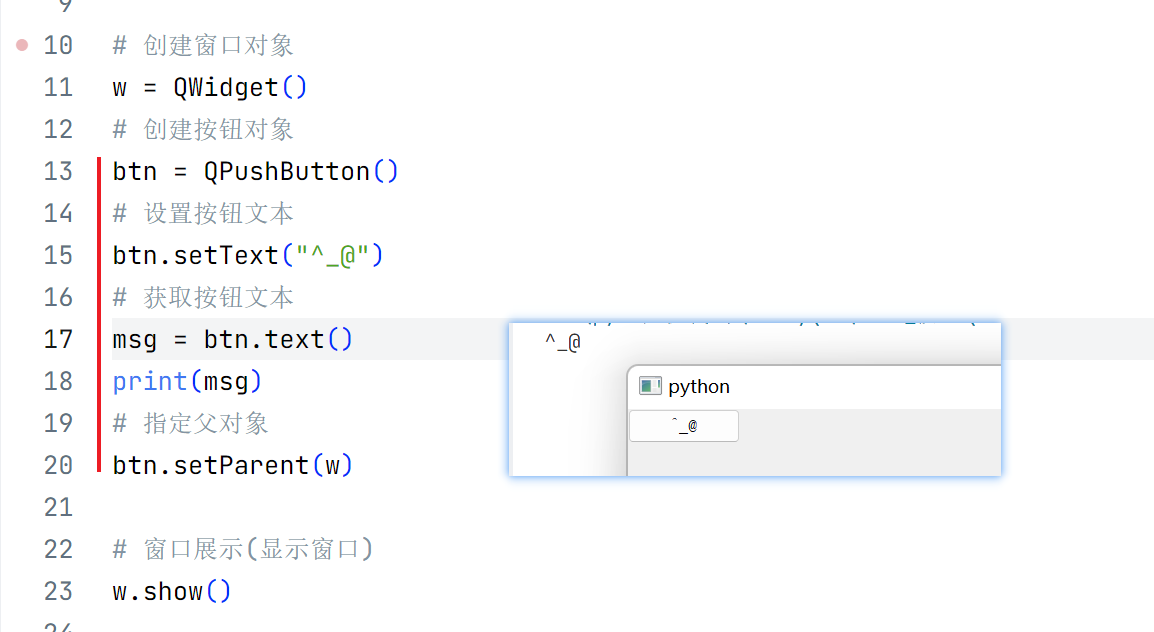 9
10 # 创建窗口对象
11 w = QWidget()
12 # 创建按钮对象
13 btn = QPushButton()
14 # 设置按钮文本
15 btn.setText("^_@")
16 # 获取按钮文本
17 msg = btn.text()
18 print(msg)
19 # 指定父对象
20 btn.setParent(w)
21
22 # 窗口展示(显示窗口)
23 w.show()
24
^_@
python
^_@